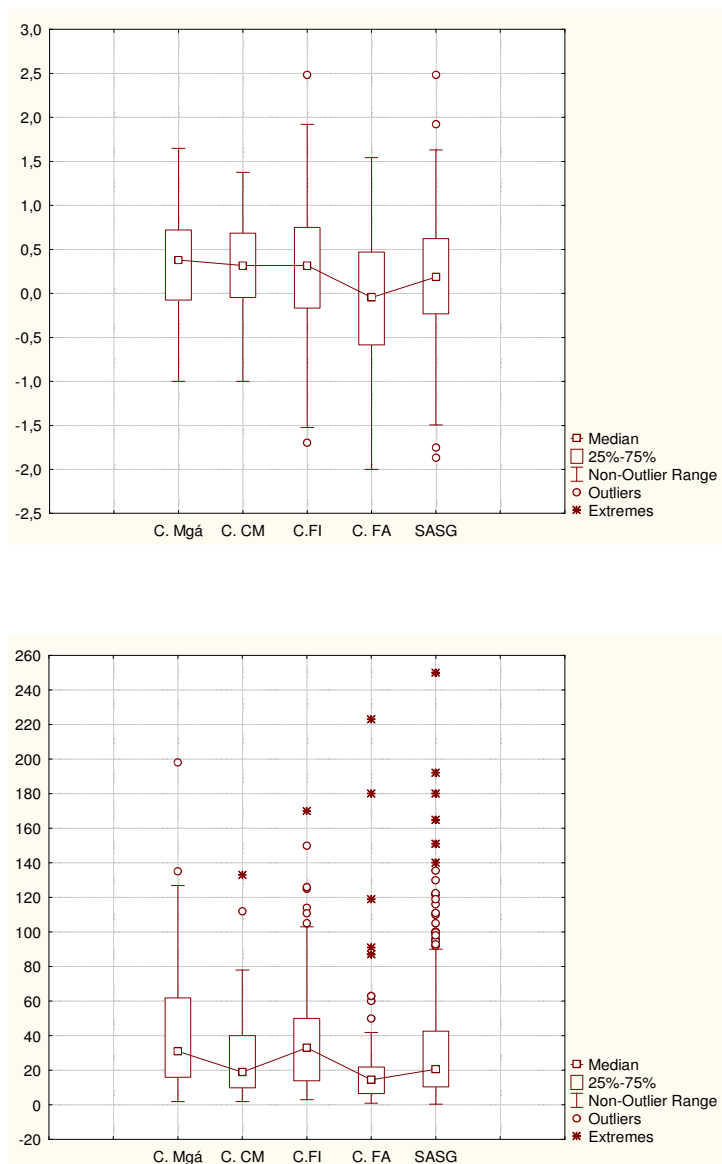 3,0
2,5
2,0
1,5
1,0
0,5
0,0
-0,5
-1,0
-1,5
-2,0
-2,5
C. Mgá C. CM C.FI C. FA SASG
Median
25%-75%
Non-Outlier Range
Outliers
Extremes
260
240
220
200
180
160
140
120
100
80
60
40
20
0
-20
C. Mgá C. CM C.FI C. FA SASG
Median
25%-75%
Non-Outlier Range
Outliers
Extremes